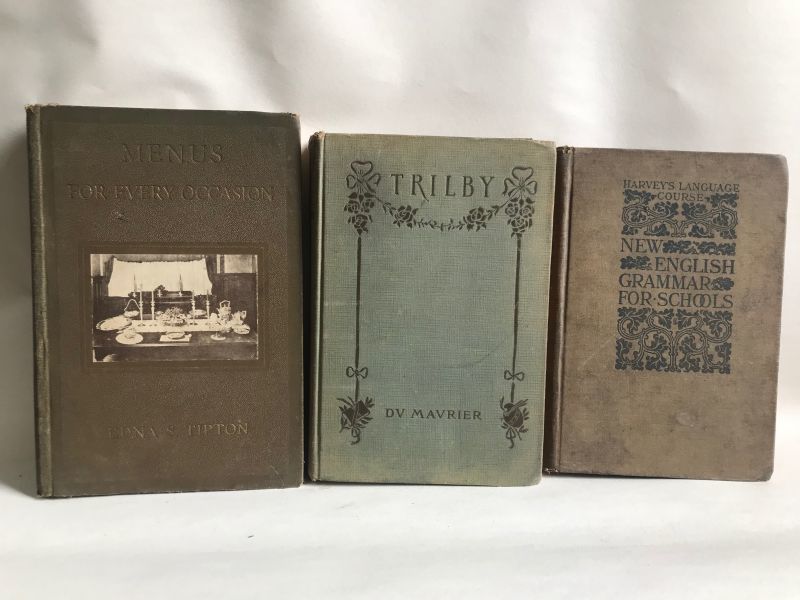 MENUS
FOR EVERY OCCASION
EDNA S. TIPTON
TRILBY
DV MAVRIER
HARVEY'S LANGUAGE
COURSE
NEW
ENGLISH
GRAMMAR
FOR·SCHOOLS